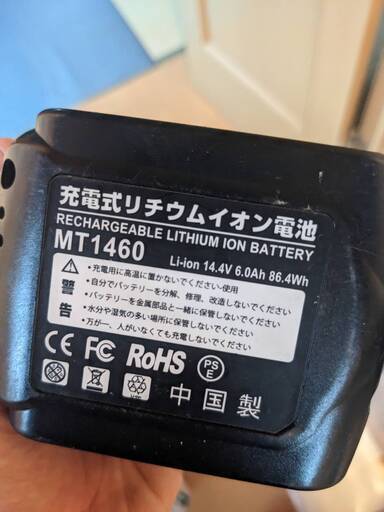 充電式リチウムイオン電池
RECHARGEABLE LITHIUM ION BATTERY
MT1460
Li-ion 14.4V 6.0Ah 86.4Wh
警告
•充電用に高温に置かないでください使用
•自分でバッテリーを分解、修理、改造しないでください
•バッテリーを金属部品と一緒に保管しないでください
•水分や湿気の多い場所に保管しないでください
•万が一、人がいなくても充電しないでください
CE FC RoHS PSE
中国製